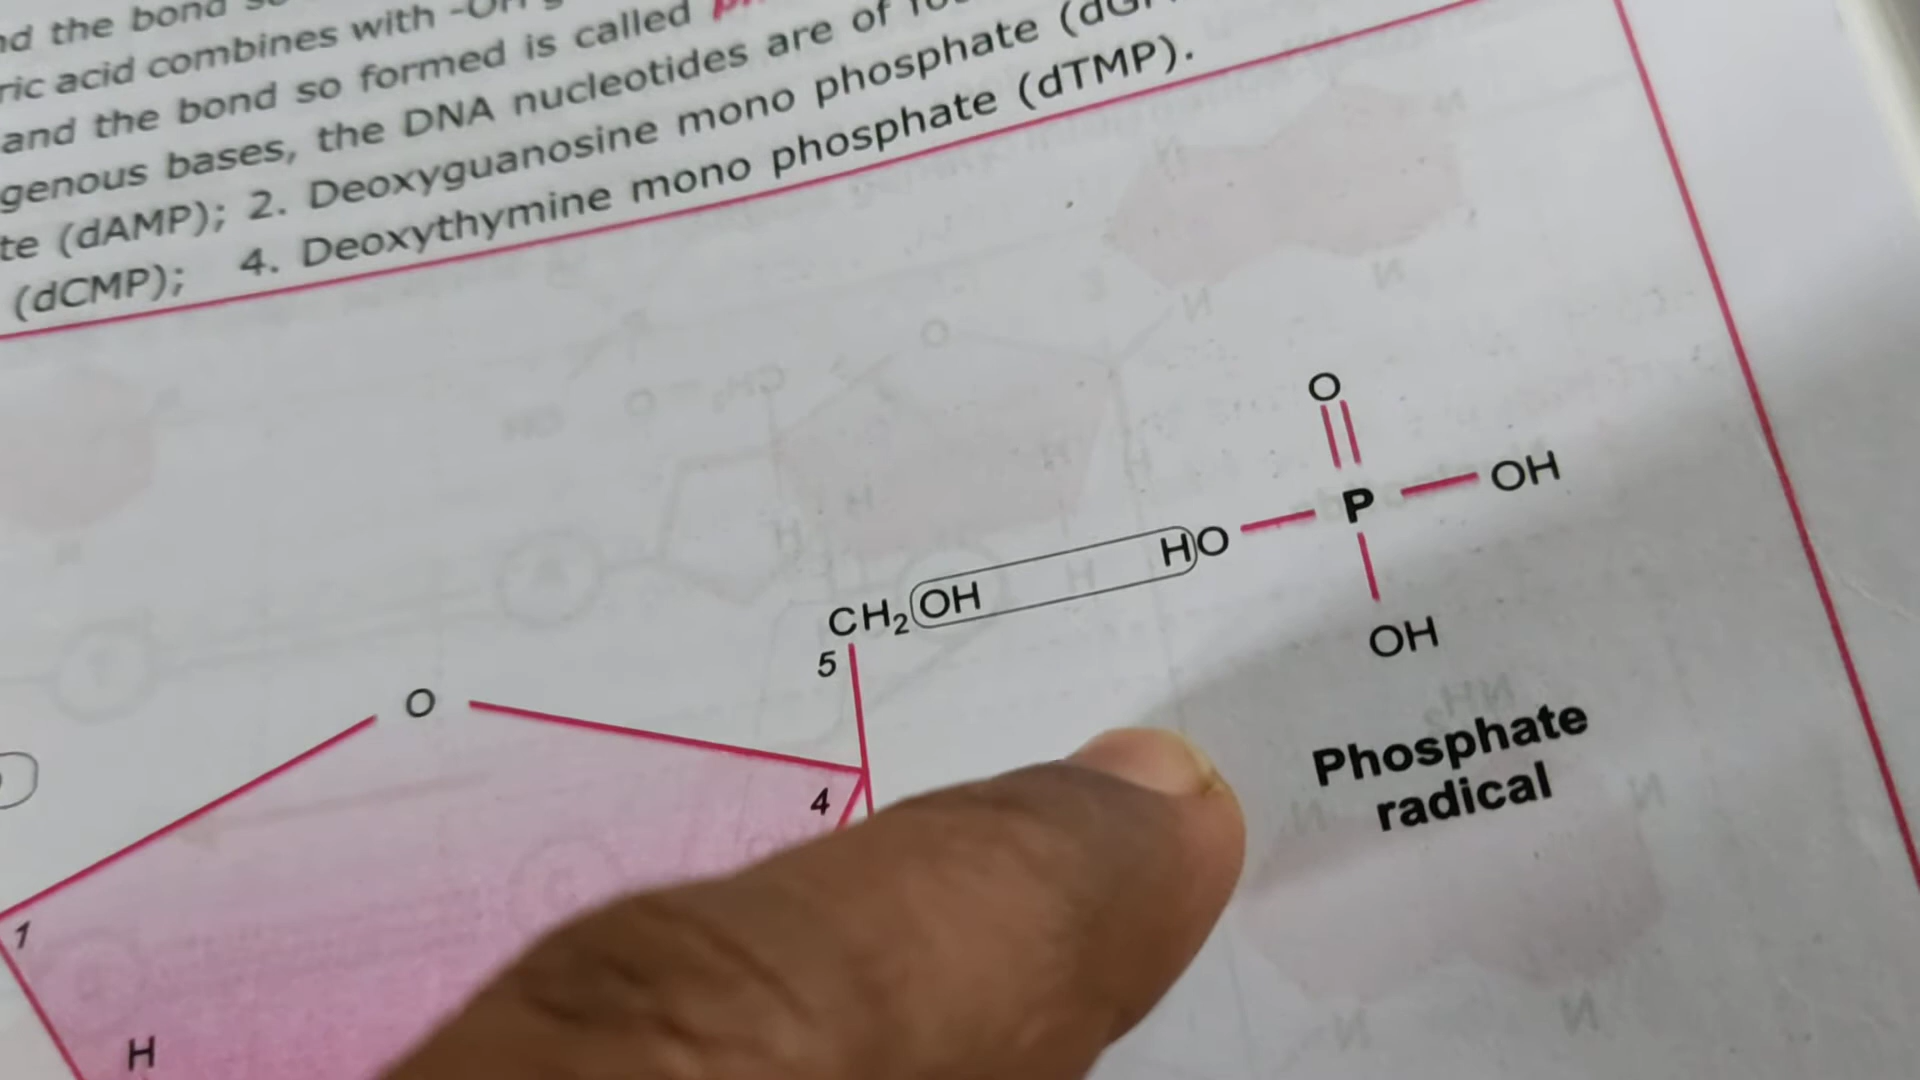 nd the bond
ric acid combines with -OH
and the bond so formed is called
genous bases, the DNA nucleotides are of
te (dAMP); 2. Deoxyguanosine mono phosphate
(dCMP); 4. Deoxythymine mono phosphate (dTMP).
O
P OH
HO
CH₂OH
OH
5
O
4
Phosphate
radical
1
H